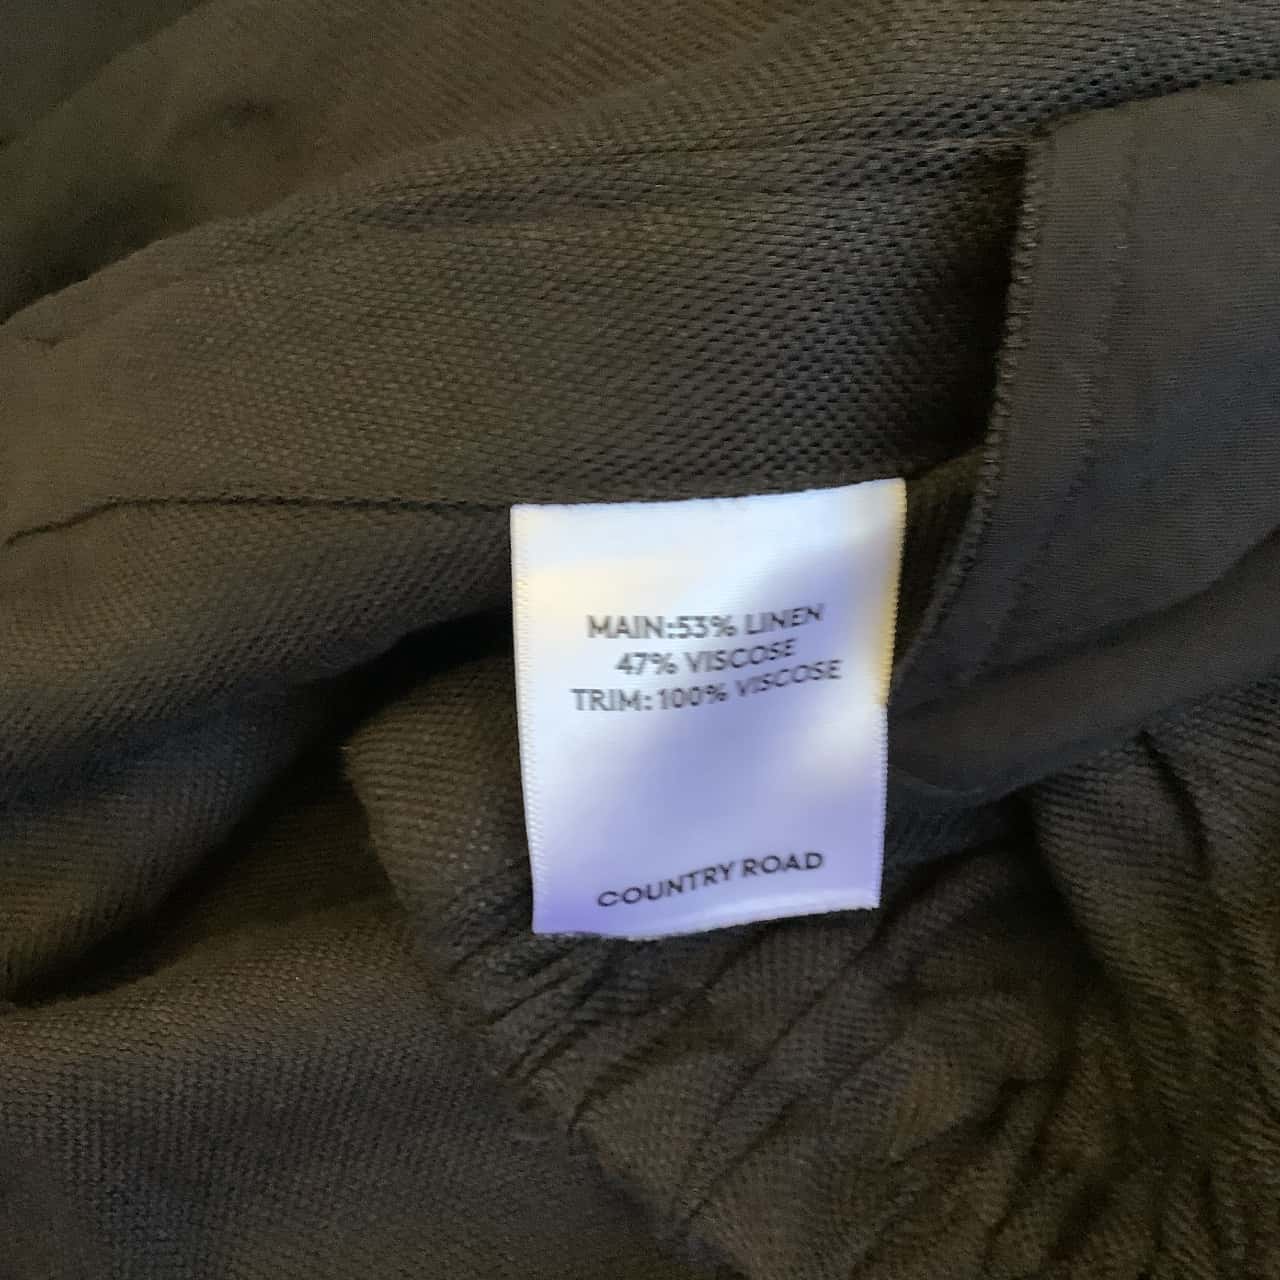 MAIN:53% LINEN
47% VISCOSE
TRIM:100% VISCOSE
COUNTRY ROAD